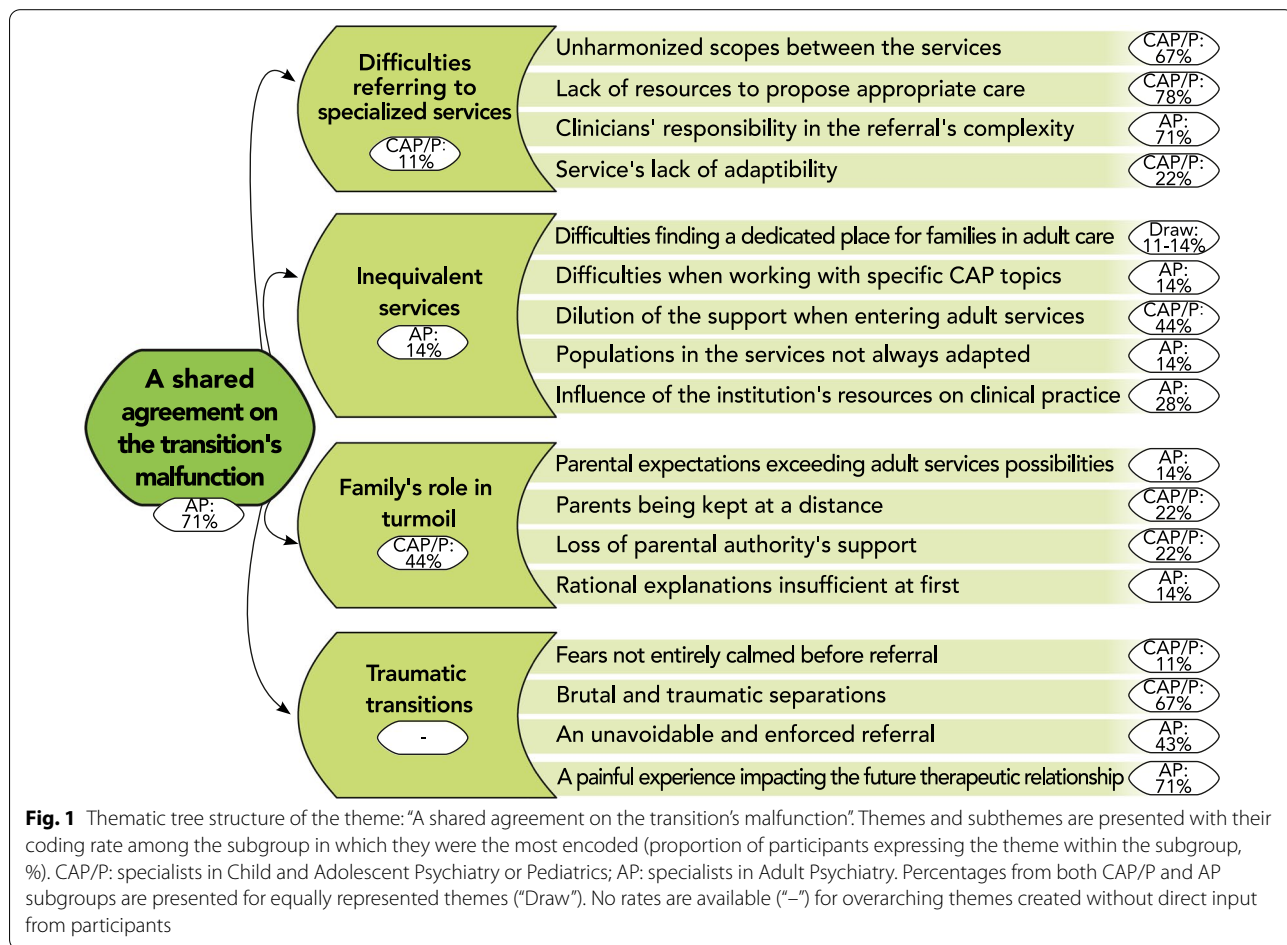 Difficulties
referring to
specialized services
CAP/P:
11%
Unharmonized scopes between the services
CAP/P:
67%
Lack of resources to propose appropriate care
CAP/P:
78%
Clinicians' responsibility in the referral's complexity
AP:
71%
Service's lack of adaptibility
CAP/P:
22%
Inequivalent
services
AP:
14%
Difficulties finding a dedicated place for families in adult care
Draw:
11-14%
Difficulties when working with specific CAP topics
AP:
14%
Dilution of the support when entering adult services
CAP/P:
44%
Populations in the services not always adapted
AP:
14%
Influence of the institution's resources on clinical practice
AP:
28%
A shared
agreement on
the transition's
malfunction
AP:
71%
Family's role in
turmoil
CAP/P:
44%
Parental expectations exceeding adult services possibilities
AP:
14%
Parents being kept at a distance
CAP/P:
22%
Loss of parental authority's support
CAP/P:
22%
Rational explanations insufficient at first
AP:
14%
Traumatic
transitions
-
Fears not entirely calmed before referral
CAP/P:
11%
Brutal and traumatic separations
CAP/P:
67%
An unavoidable and enforced referral
AP:
43%
A painful experience impacting the future therapeutic relationship
AP:
71%
Fig. 1 Thematic tree structure of the theme: “A shared agreement on the transition’s malfunction”. Themes and subthemes are presented with their
coding rate among the subgroup in which they were the most encoded (proportion of participants expressing the theme within the subgroup,
%). CAP/P: specialists in Child and Adolescent Psychiatry or Pediatrics; AP: specialists in Adult Psychiatry. Percentages from both CAP/P and AP
subgroups are presented for equally represented themes (“Draw”). No rates are available (“–”) for overarching themes created without direct input
from participants